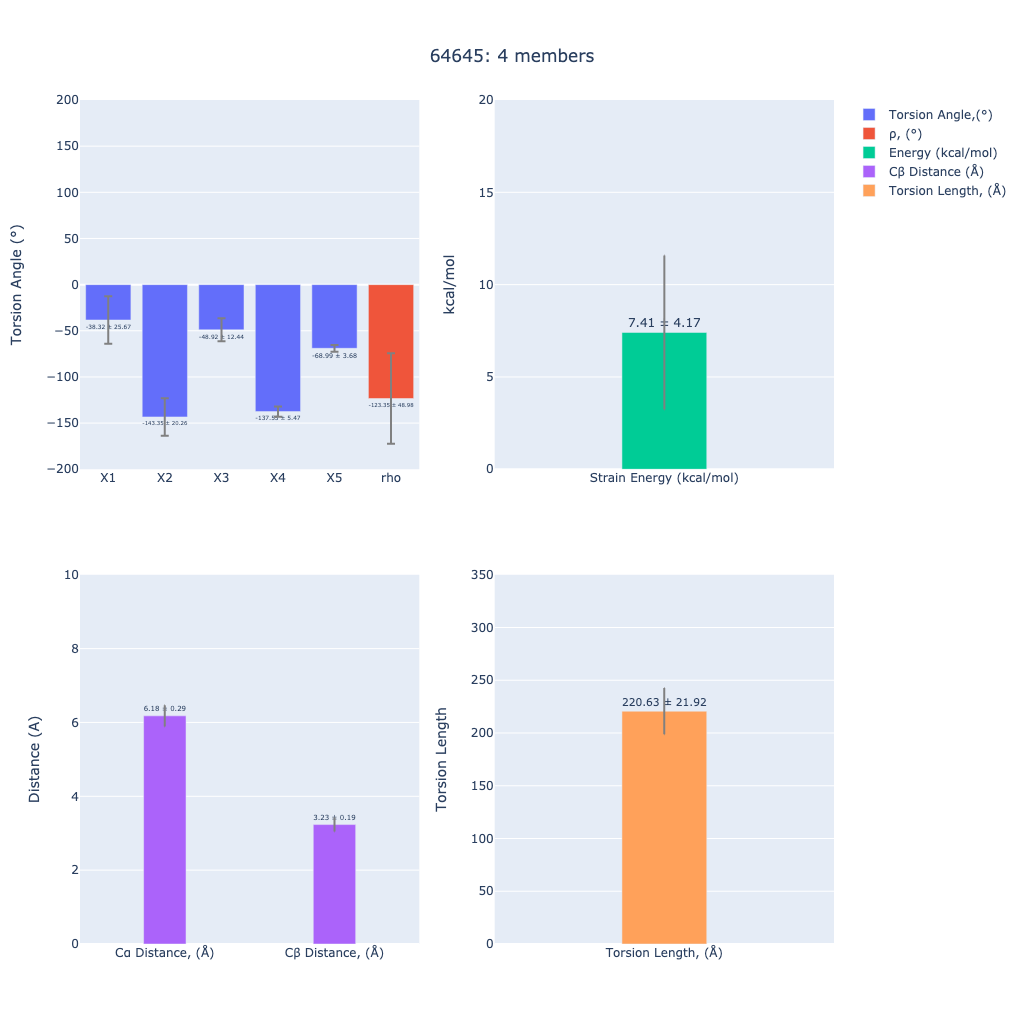 64645: 4 members
Torsion Angle (°)
200
150
100
50
0
−50
−100
−150
−200
-38.32 ± 25.67
-143.35 ± 20.26
-48.92 ± 12.44
-68.99 ± 3.68
-123.35 ± 48.98
X1 X2 X3 X4 X5 rho
kcal/mol
20
15
10
5
0
7.41 ± 4.17
Strain Energy (kcal/mol)
Torsion Angle,(°)
ρ, (°)
Energy (kcal/mol)
Cβ Distance (Å)
Torsion Length, (Å)
Distance (A)
10
8
6
4
2
0
6.18 ± 0.29
3.23 ± 0.19
Cα Distance, (Å) Cβ Distance, (Å)
Torsion Length
350
300
250
200
150
100
50
0
220.63 ± 21.92
Torsion Length, (Å)